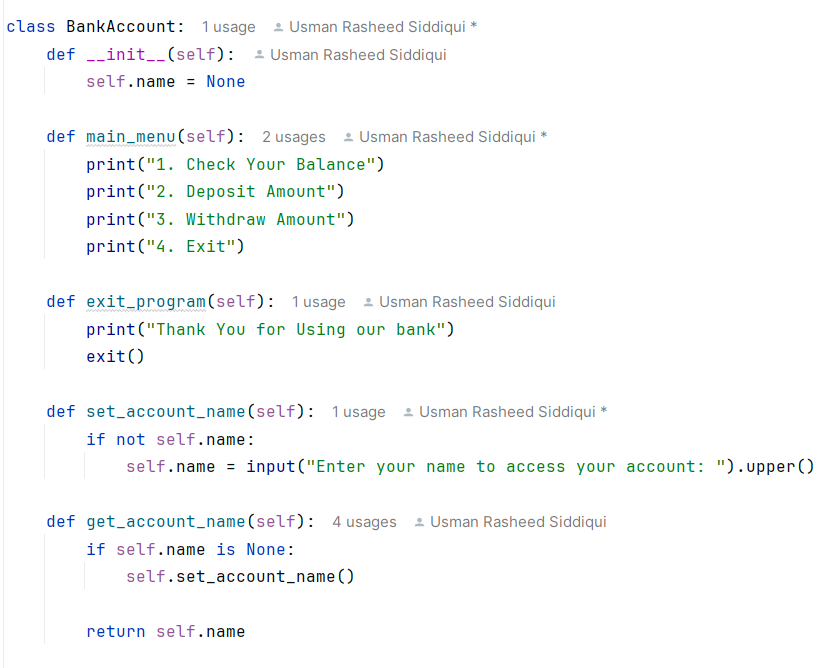 class BankAccount: 1 usage Usman Rasheed Siddiqui *
    def __init__(self): Usman Rasheed Siddiqui
        self.name = None

    def main_menu(self): 2 usages Usman Rasheed Siddiqui *
        print("1. Check Your Balance")
        print("2. Deposit Amount")
        print("3. Withdraw Amount")
        print("4. Exit")

    def exit_program(self): 1 usage Usman Rasheed Siddiqui
        print("Thank You for Using our bank")
        exit()

    def set_account_name(self): 1 usage Usman Rasheed Siddiqui *
        if not self.name:
            self.name = input("Enter your name to access your account: ").upper()

    def get_account_name(self): 4 usages Usman Rasheed Siddiqui
        if self.name is None:
            self.set_account_name()

        return self.name